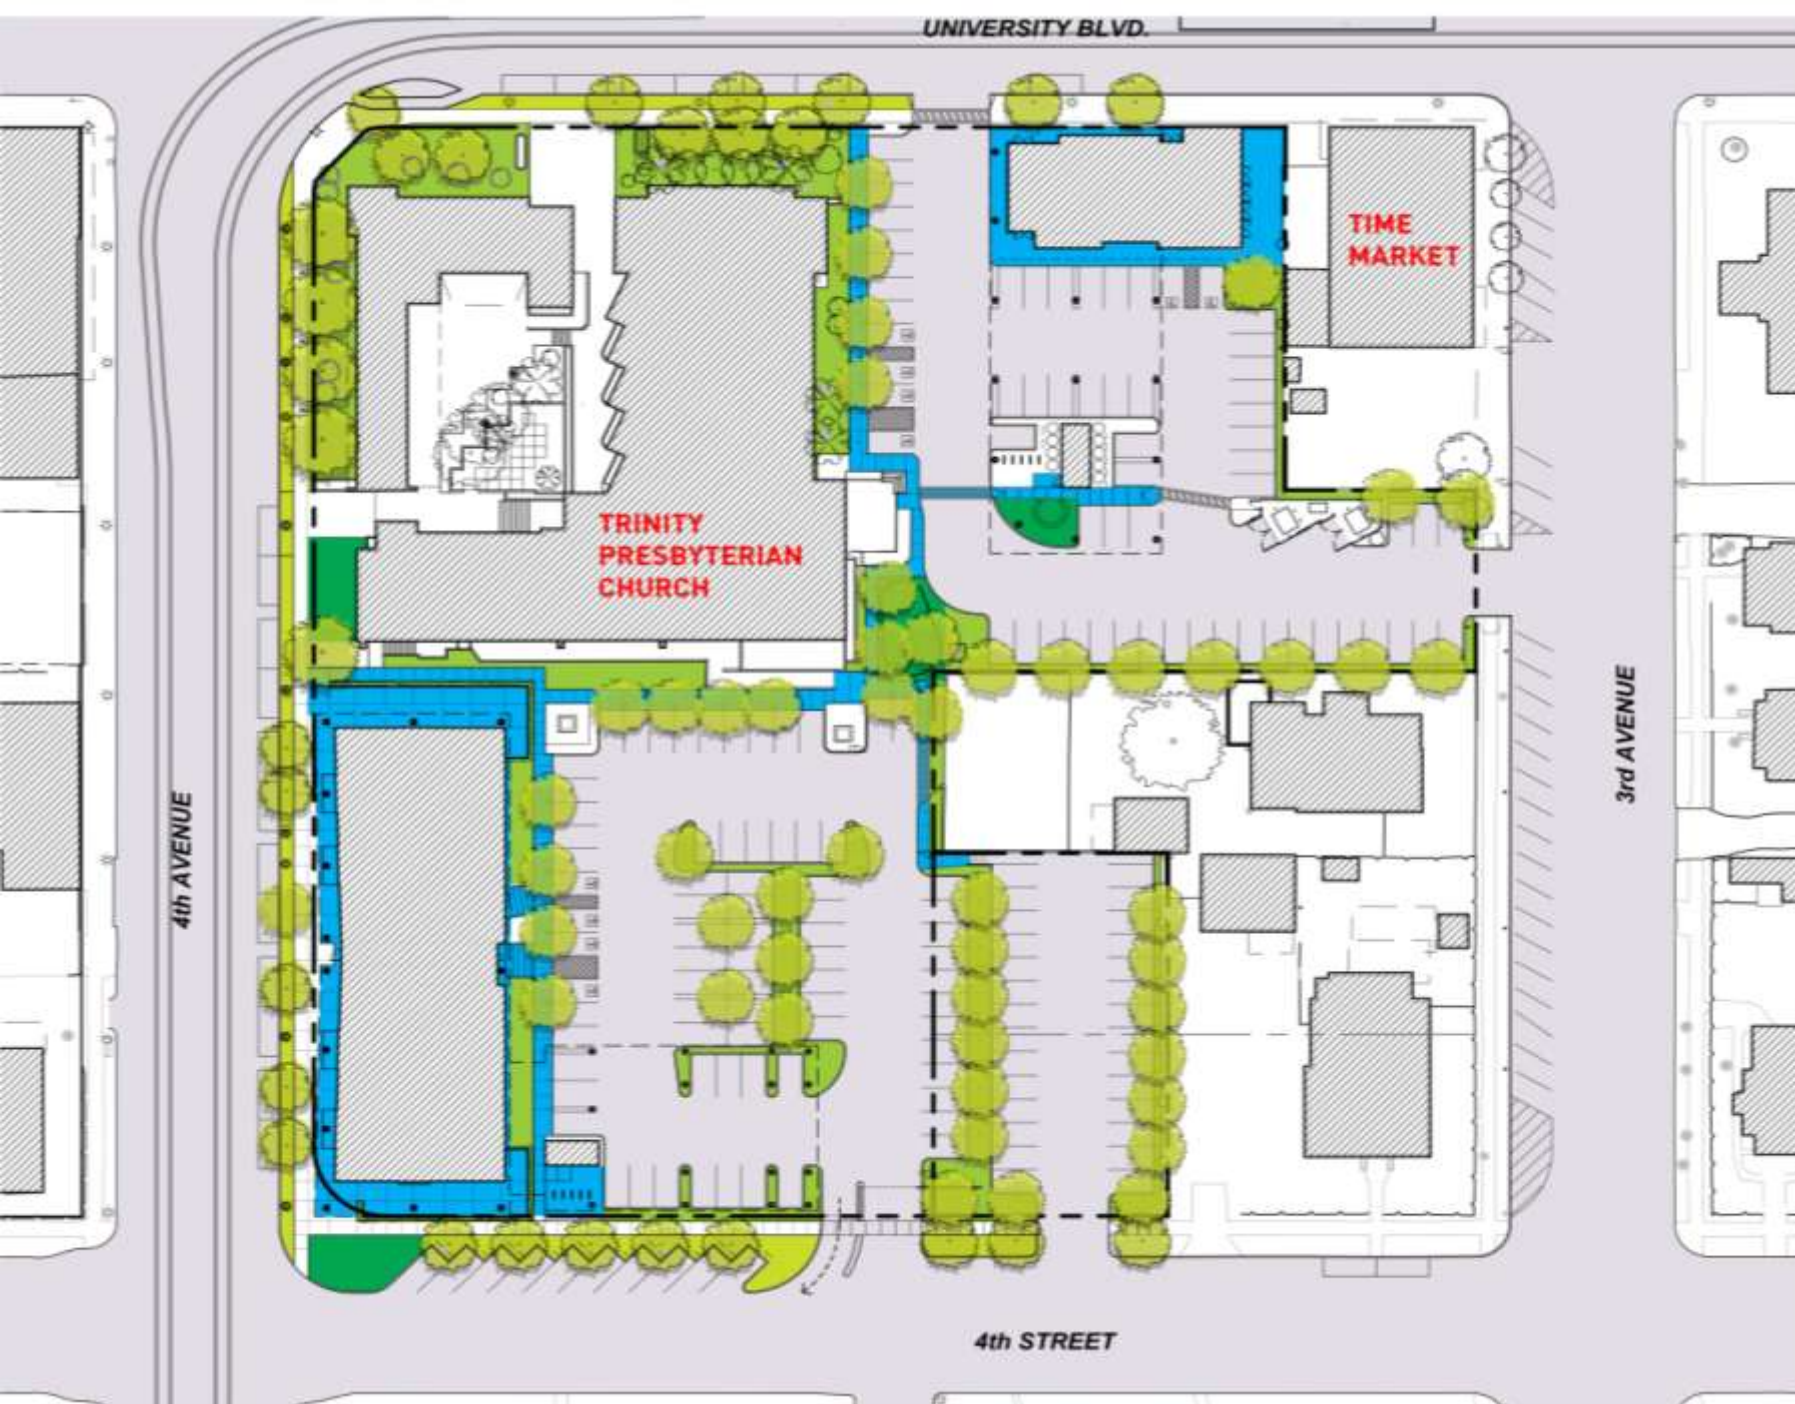 UNIVERSITY BLVD.
TIME
MARKET
TRINITY
PRESBYTERIAN
CHURCH
3rd AVENUE
4th AVENUE
4th STREET